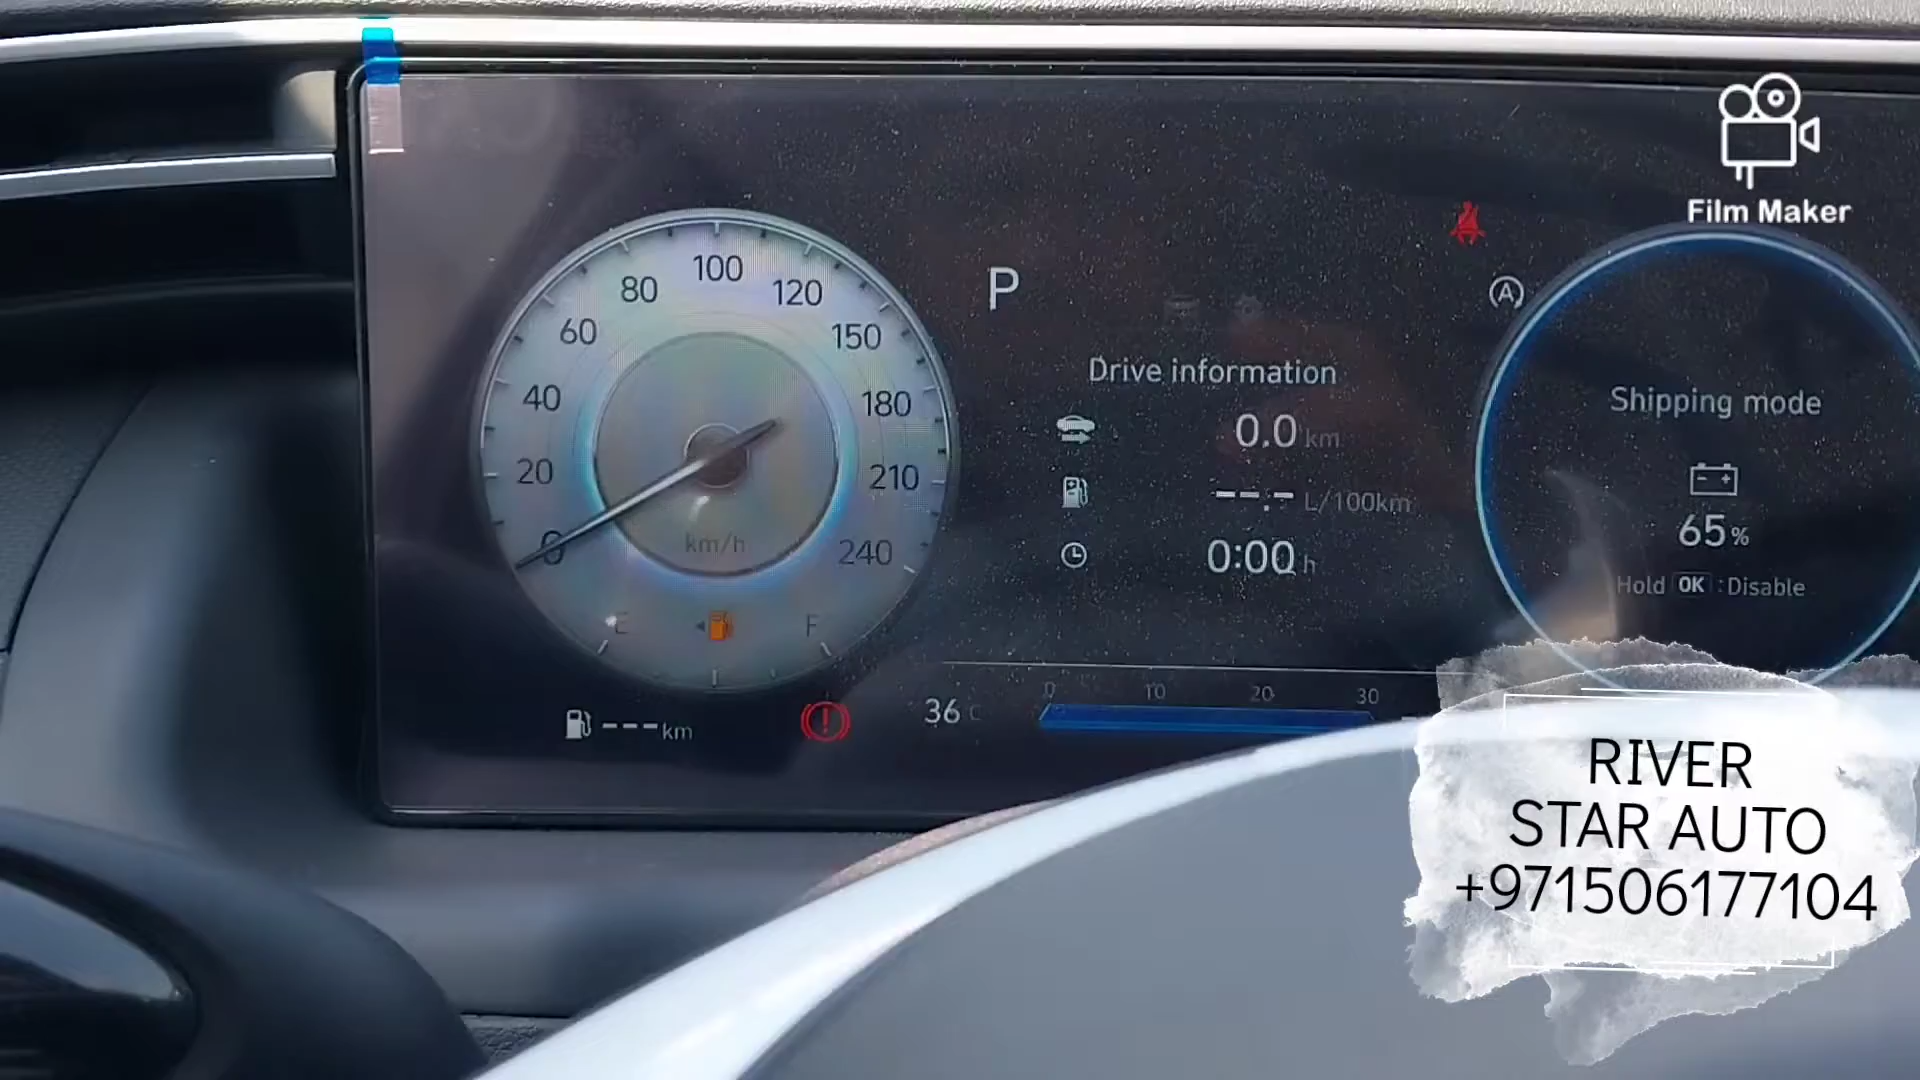 Film Maker
80
100
120
60
150
40
180
20
210
0
240
km/h
E
F
--- km
P
Drive information
0.0 km
---.- L/100km
0:00 h
36 C
0 10 20 30
A
Shipping mode
- +
65 %
Hold OK : Disable
RIVER
STAR AUTO
+971506177104